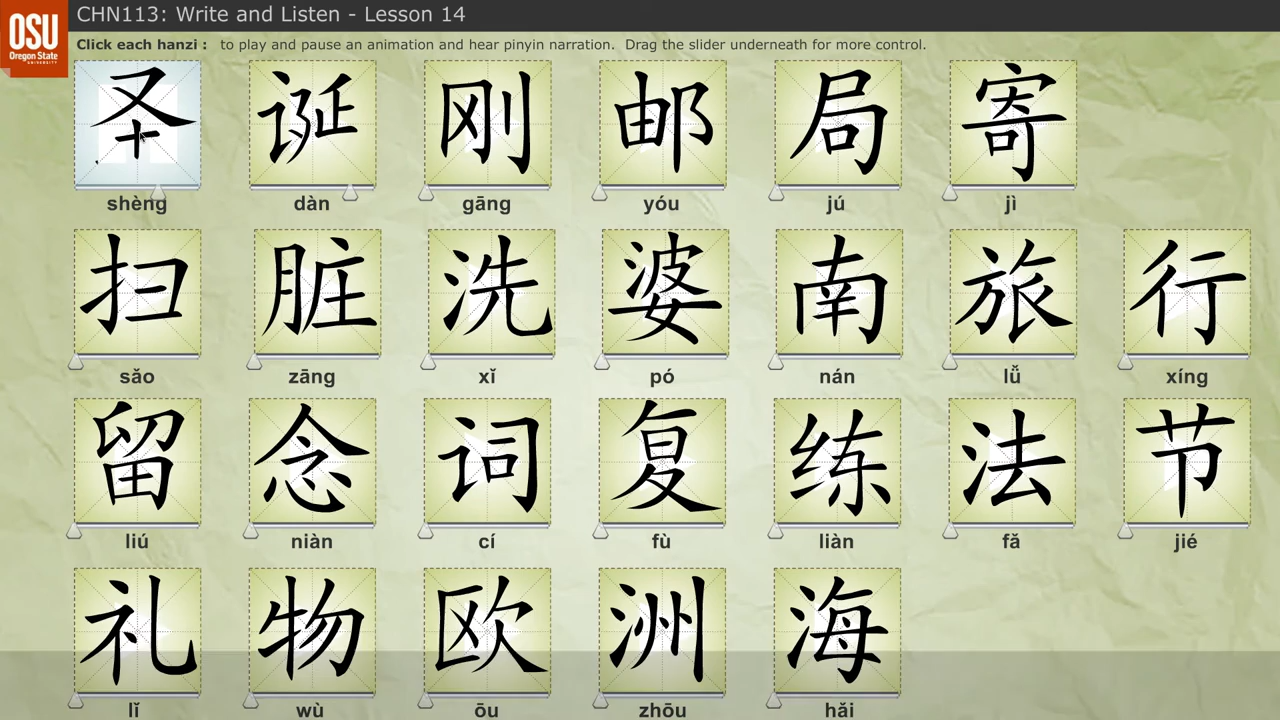 OSU
Oregon State
UNIVERSITY
CHN113: Write and Listen - Lesson 14
Click each hanzi : to play and pause an animation and hear pinyin narration. Drag the slider underneath for more control.
圣 诞 刚 邮 局 寄
shèng dàn gāng yóu jú jì
扫 脏 洗 婆 南 旅 行
sǎo zāng xǐ pó nán lǚ xíng
留 念 词 复 练 法 节
liú niàn cí fù liàn fǎ jié
礼 物 欧 洲 海
lǐ wù ōu zhōu hǎi